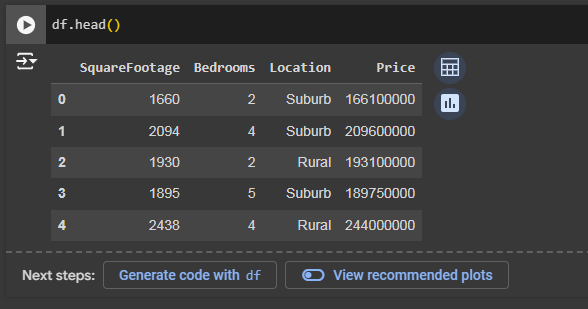 df.head()
SquareFootage Bedrooms Location Price
0 1660 2 Suburb 166100000
1 2094 4 Suburb 209600000
2 1930 2 Rural 193100000
3 1895 5 Suburb 189750000
4 2438 4 Rural 244000000
Next steps: Generate code with df View recommended plots